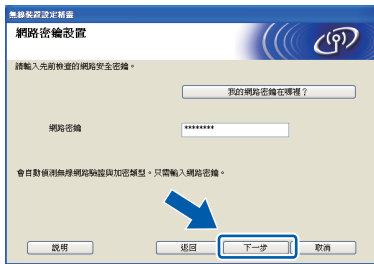 無線裝置設定精靈
網路密鑰設置
請輸入先前檢查的網路安全密鑰。
我的網路密鑰在哪裡？
網路密鑰
********
會自動偵測無線網路驗證與加密類型。只需輸入網路密鑰。
說明
返回
下一步
取消